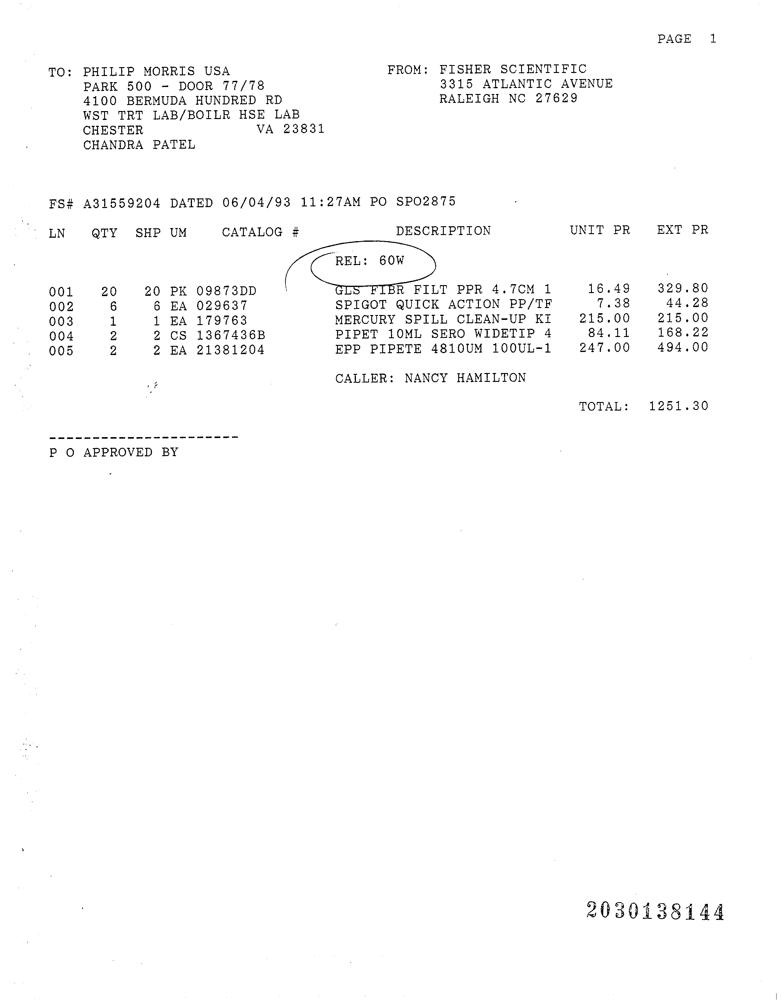 PAGE 1
TO: PHILIP MORRIS USA FROM: FISHER SCIENTIFIC
PARK 500 - DOOR 77/78 3315 ATLANTIC AVENUE
4100 BERMUDA HUNDRED RD RALEIGH NC 27629
WST TRT LAB/BOILR HSE LAB
CHESTER VA 23831
CHANDRA PATEL
FS# A31559204 DATED 06/04/93 11:27AM PO SPO2875
LN QTY SHP UM CATALOG # DESCRIPTION UNIT PR EXT PR
REL: 60W
001 20 20 PK 09873DD GLS FIBR FILT PPR 4.7CM 1 16.49 329.80
002 6 6 EA 029637 SPIGOT QUICK ACTION PP/TF 7.38 44.28
003 1 1 EA 179763 MERCURY SPILL CLEAN-UP KI 215.00 215.00
004 2 2 CS 1367436B PIPET 10ML SERO WIDETIP 4 84.11 168.22
005 2 2 EA 21381204 EPP PIPETE 4810UM 100UL-1 247.00 494.00
CALLER: NANCY HAMILTON
TOTAL: 1251.30
----------------------
P O APPROVED BY
2030138144